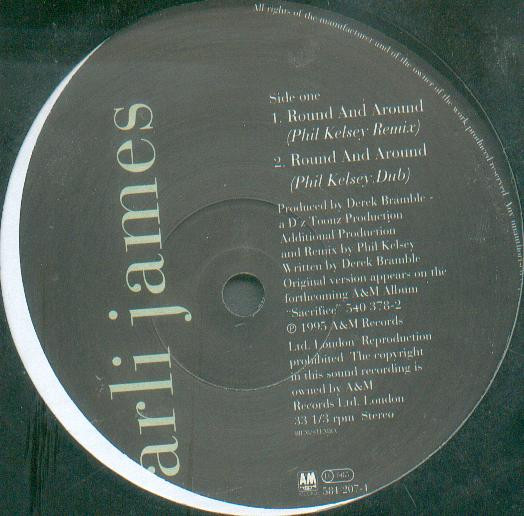 All rights of the manufacturer and of the owner of the work produced reserved.
arli james
Side one
1. Round And Around
(Phil Kelsey Remix)
2. Round And Around
(Phil Kelsey Dub)
Produced by Derek Bramble -
a D'z Toonz Production
Additional Production
and Remix by Phil Kelsey
Written by Derek Bramble
Original version appears on the
forthcoming A&M Album
"Sacrifice" 540 378-2
℗ 1995 A&M Records
Ltd. London Reproduction
prohibited The copyright
in this sound recording is
owned by A&M
Records Ltd. London
33 1/3 rpm Stereo
AM
581 207-1